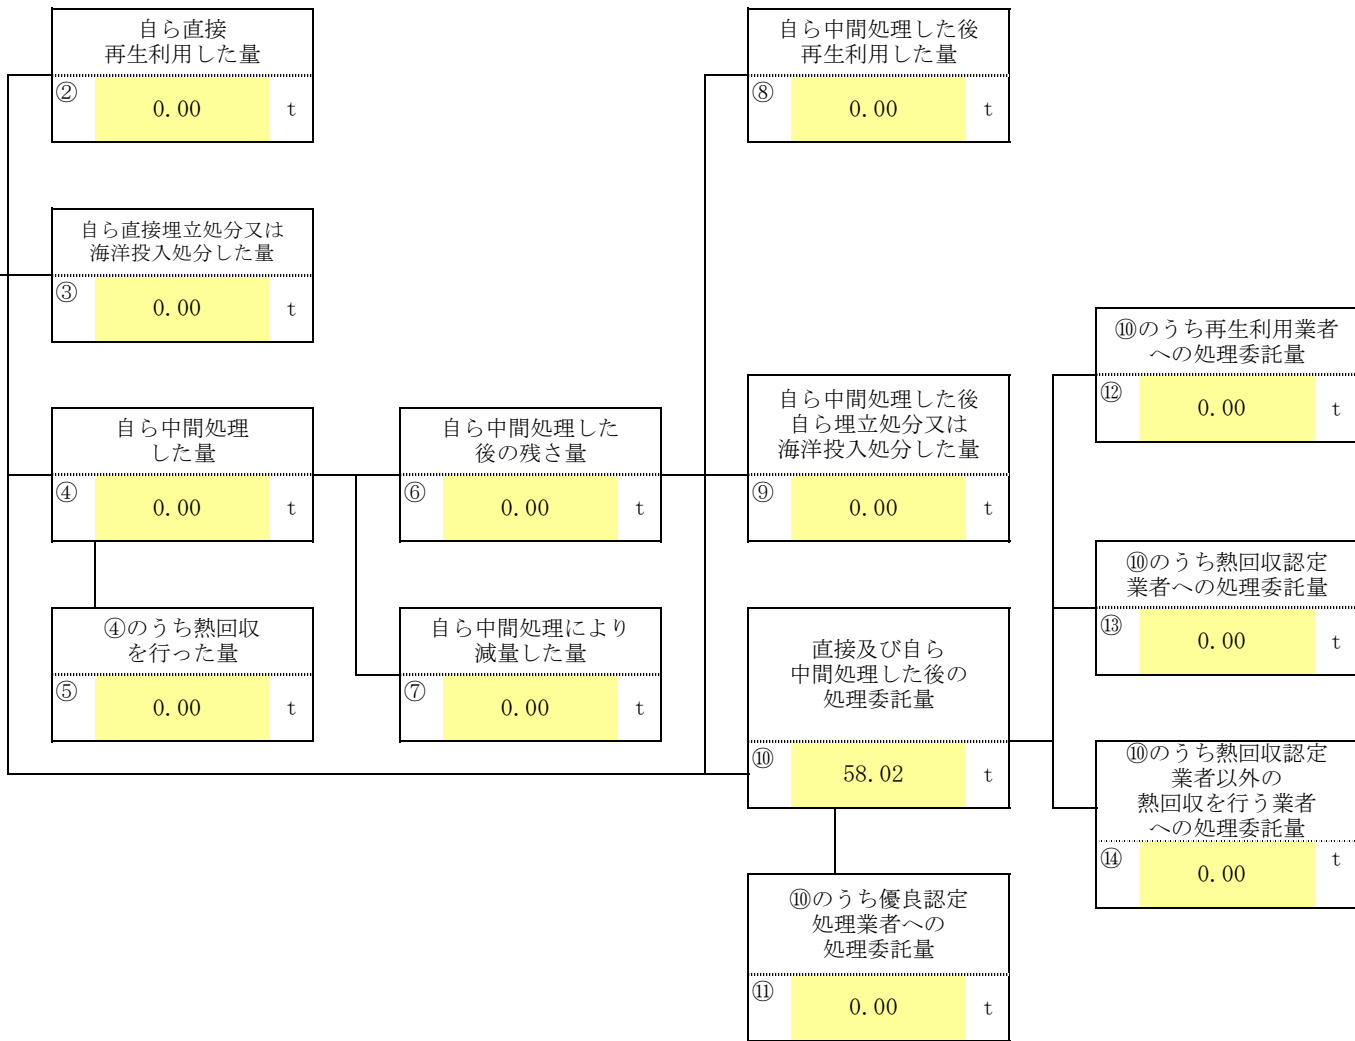 自ら直接
再生利用した量
② 0.00 t
自ら直接埋立処分又は
海洋投入処分した量
③ 0.00 t
自ら中間処理
した量
④ 0.00 t
④のうち熱回収
を行った量
⑤ 0.00 t
自ら中間処理した
後の残さ量
⑥ 0.00 t
自ら中間処理により
減量した量
⑦ 0.00 t
自ら中間処理した後
再生利用した量
⑧ 0.00 t
自ら中間処理した後
自ら埋立処分又は
海洋投入処分した量
⑨ 0.00 t
直接及び自ら
中間処理した後の
処理委託量
⑩ 58.02 t
⑩のうち優良認定
処理業者への
処理委託量
⑪ 0.00 t
⑩のうち再生利用業者
への処理委託量
⑫ 0.00 t
⑩のうち熱回収認定
業者への処理委託量
⑬ 0.00 t
⑩のうち熱回収認定
業者以外の
熱回収を行う業者
への処理委託量
⑭ 0.00 t